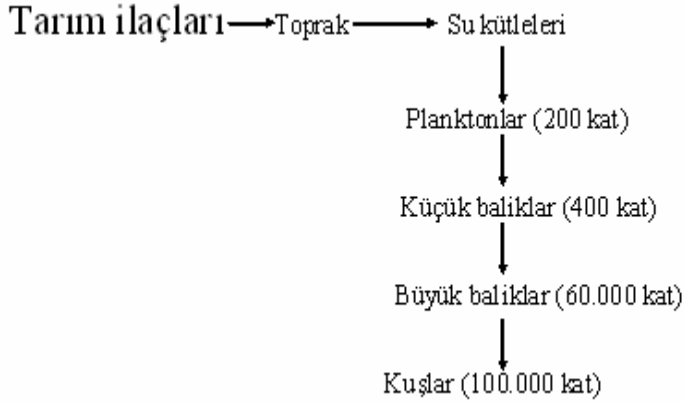 Tarım ilaçları Toprak Su kütleleri
Planktonlar (200 kat)
Küçük baliklar (400 kat)
Büyük baliklar (60.000 kat)
Kuşlar (100.000 kat)